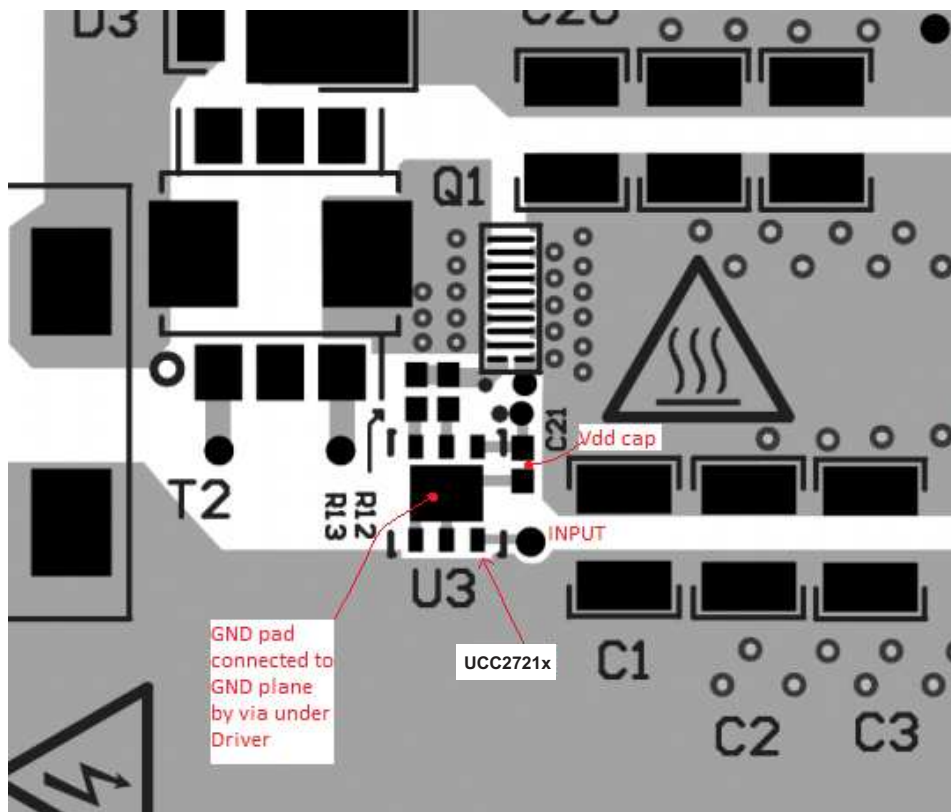 D3
C20
Q1
C21
Vdd cap
T2
R13
R12
INPUT
U3
GND pad
connected to
GND plane
by via under
Driver
UCC2721x
C1
C2
C3